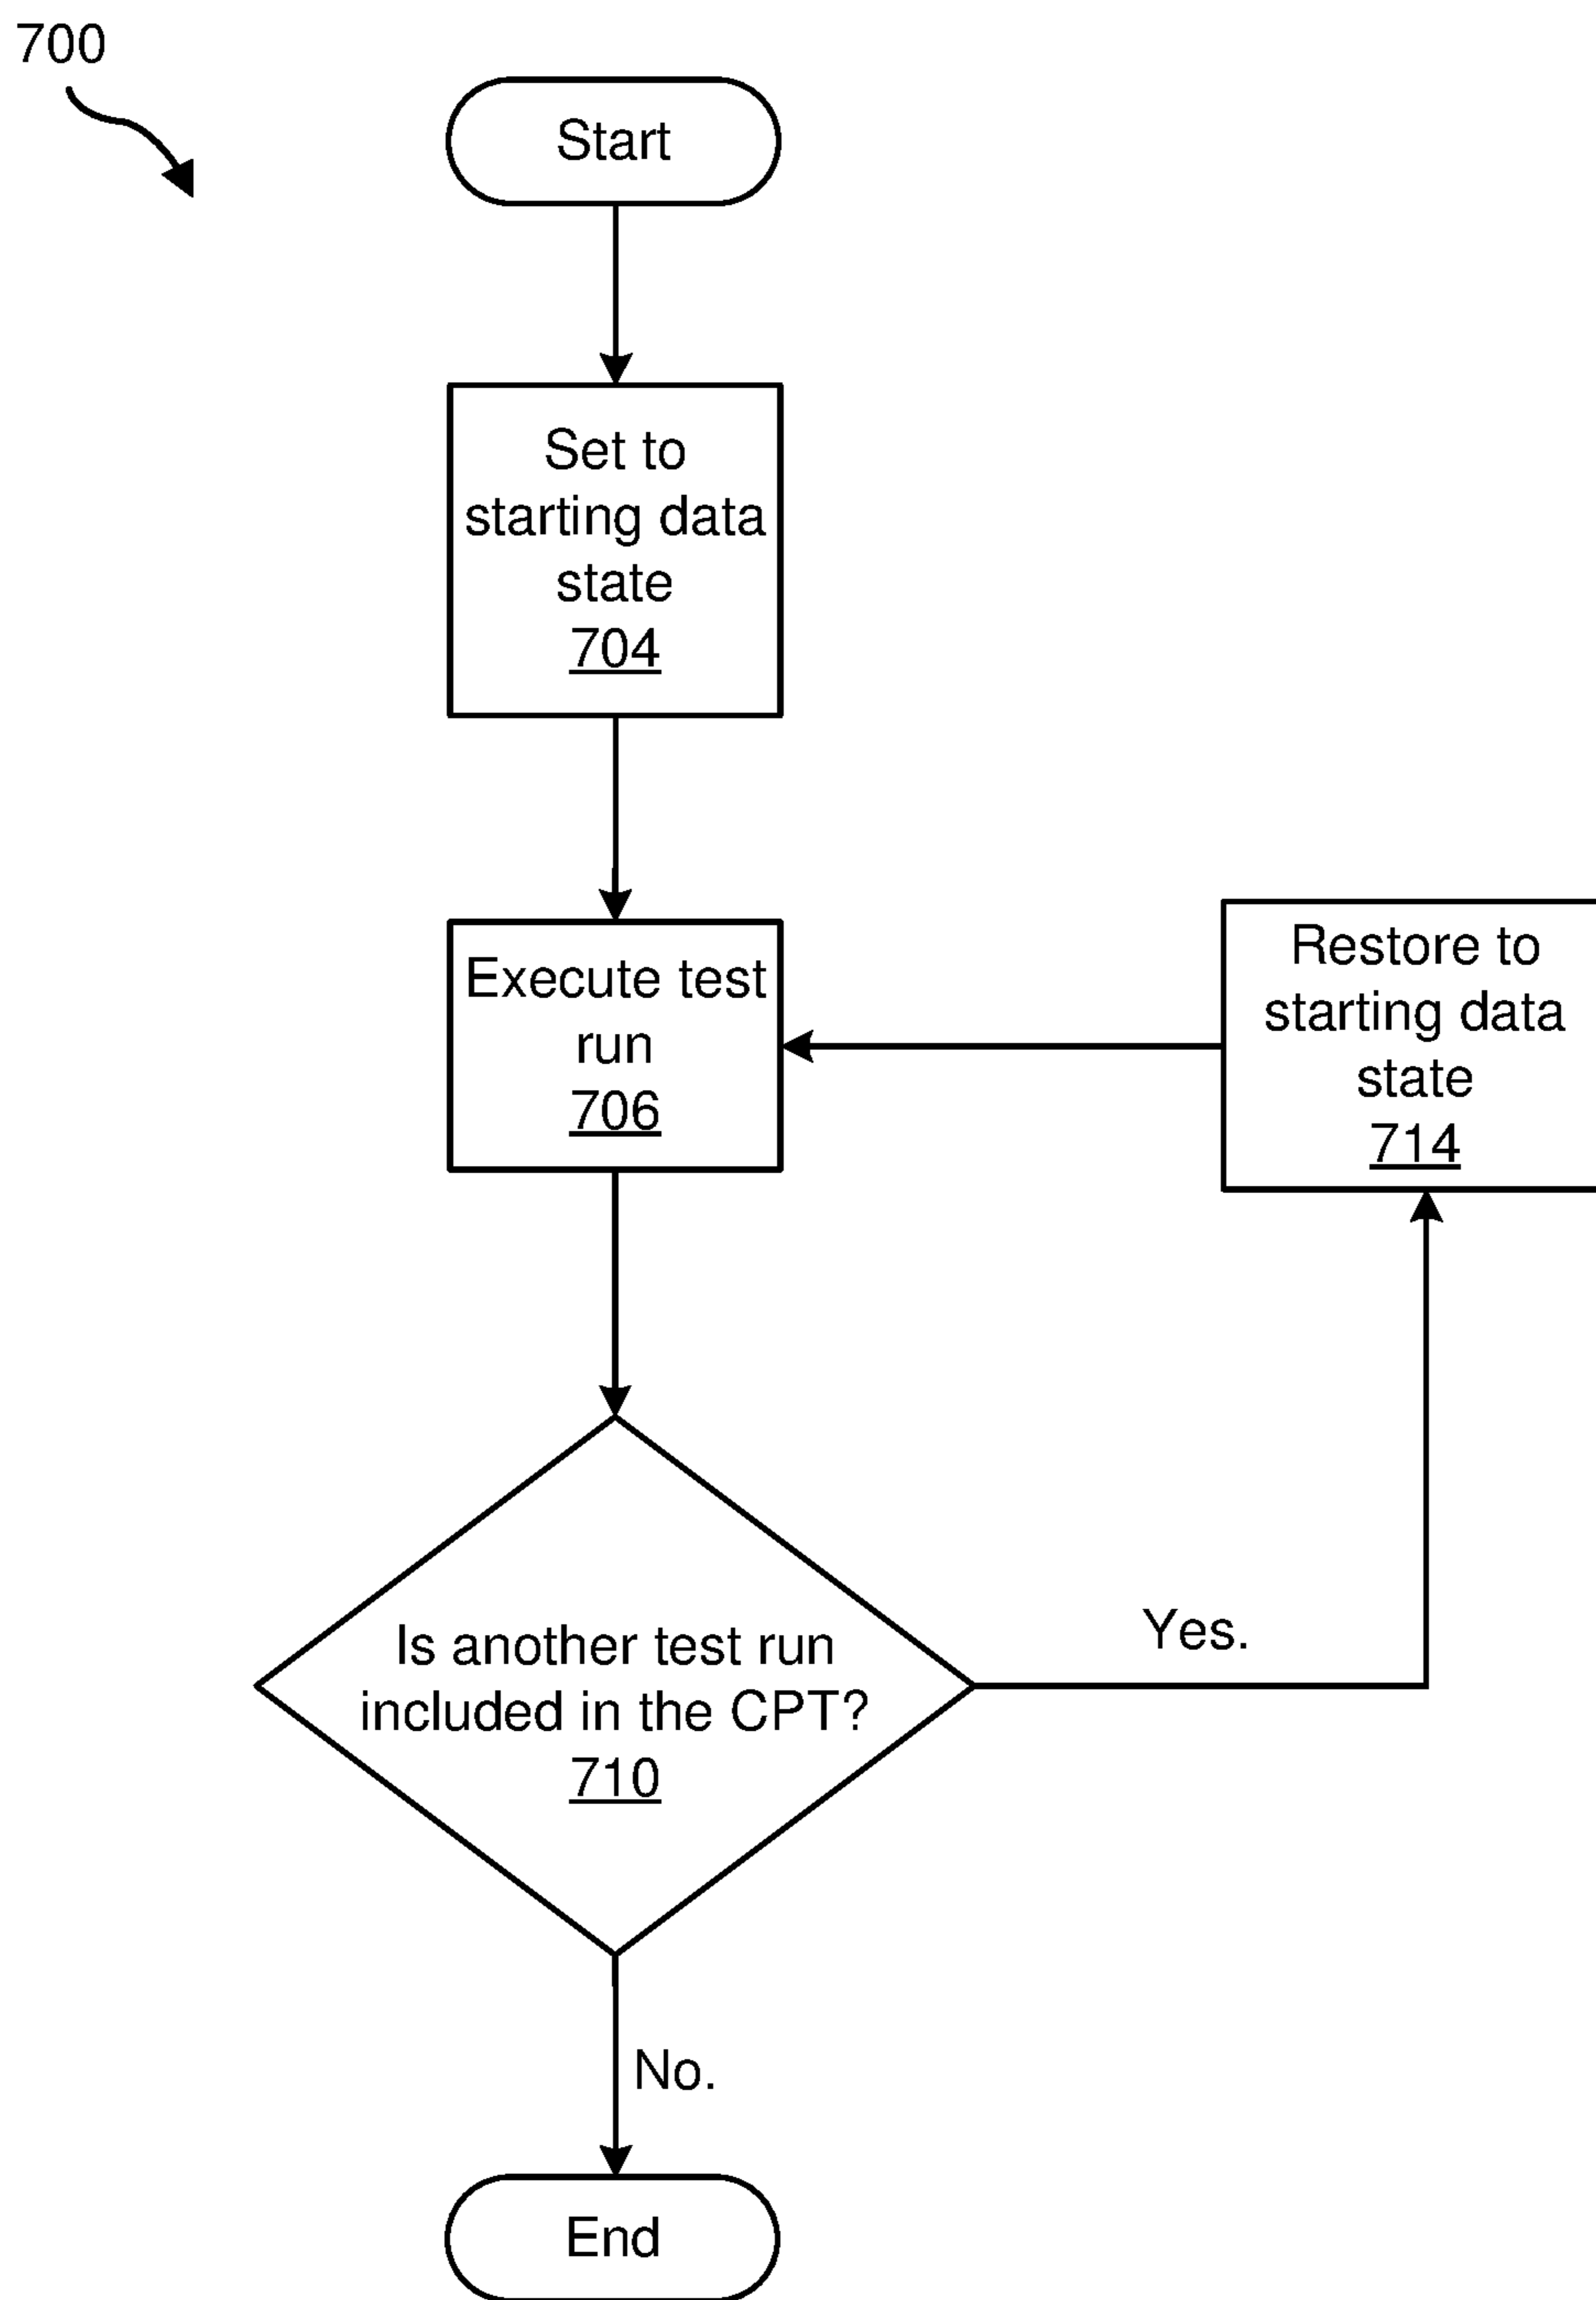 700
Start
Set to
starting data
state
704
Execute test
run
706
Restore to
starting data
state
714
Is another test run
included in the CPT?
710
Yes.
No.
End